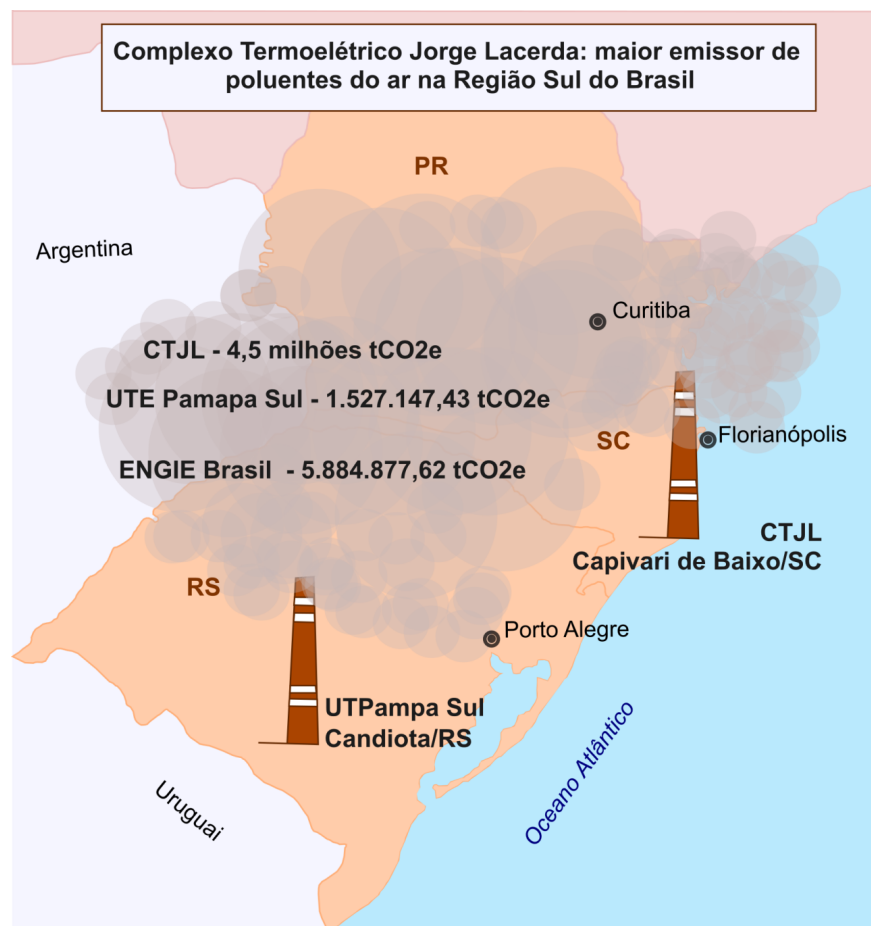 Complexo Termoelétrico Jorge Lacerda: maior emissor de
poluentes do ar na Região Sul do Brasil
PR
Argentina
Curitiba
CTJL - 4,5 milhões tCO2e
UTE Pamapa Sul - 1.527.147,43 tCO2e
SC
Florianópolis
ENGIE Brasil - 5.884.877,62 tCO2e
CTJL
Capivari de Baixo/SC
RS
Porto Alegre
UTPampa Sul
Candiota/RS
Oceano Atlântico
Uruguai